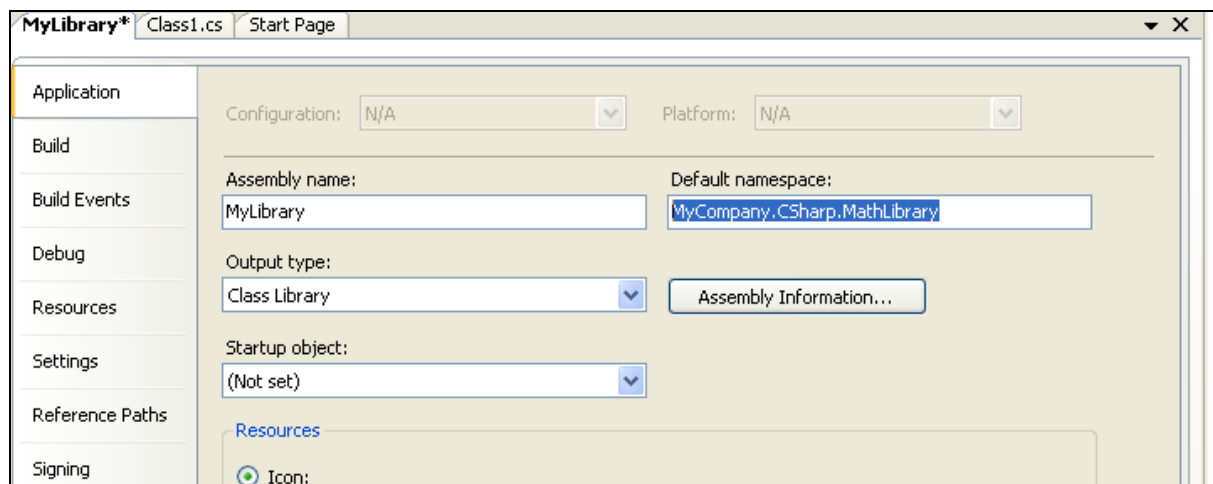 MyLibrary* Class1.cs Start Page
Application
Build
Build Events
Debug
Resources
Settings
Reference Paths
Signing
Configuration: N/A Platform: N/A
Assembly name: Default namespace:
MyLibrary MyCompany.CSharp.MathLibrary
Output type:
Class Library Assembly Information...
Startup object:
(Not set)
Resources
Icon: